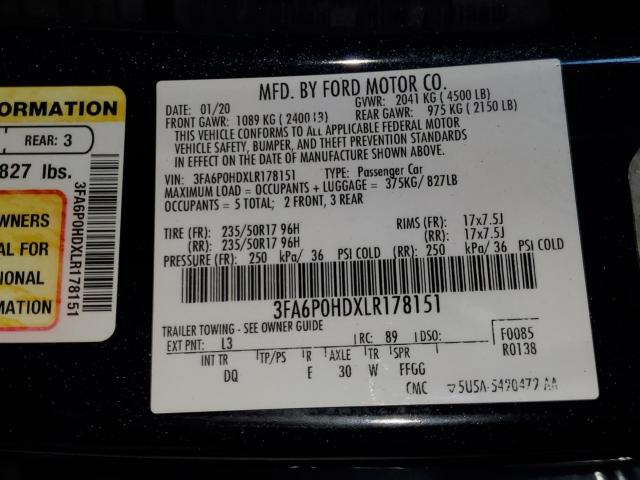 ORMATION
REAR: 3
827 lbs.
WNERS
AL FOR
IONAL
MATION
3FA6P0HDXLR178151
MFD. BY FORD MOTOR CO.
DATE: 01/20 GVWR: 2041 KG (4500 LB)
FRONT GAWR: 1089 KG (2400 LB) REAR GAWR: 975 KG (2150 LB)
THIS VEHICLE CONFORMS TO ALL APPLICABLE FEDERAL MOTOR
VEHICLE SAFETY, BUMPER, AND THEFT PREVENTION STANDARDS
IN EFFECT ON THE DATE OF MANUFACTURE SHOWN ABOVE.
VIN: 3FA6P0HDXLR178151 TYPE: Passenger Car
MAXIMUM LOAD = OCCUPANTS + LUGGAGE = 375KG/827LB
OCCUPANTS = 5 TOTAL; 2 FRONT, 3 REAR
TIRE (FR): 235/50R17 96H RIMS (FR): 17x7.5J
(RR): 235/50R17 96H (RR): 17x7.5J
PRESSURE (FR): 250 kPa/ 36 PSI COLD (RR): 250 kPa/ 36 PSI COLD
3FA6P0HDXLR178151
TRAILER TOWING - SEE OWNER GUIDE
EXT PNT: L3 RC: 89 DSO: F0085
INT TR TP/PS R AXLE TR SPR R0138
DQ E 30 W FFGG
CMC 5U5A-5420472-AA